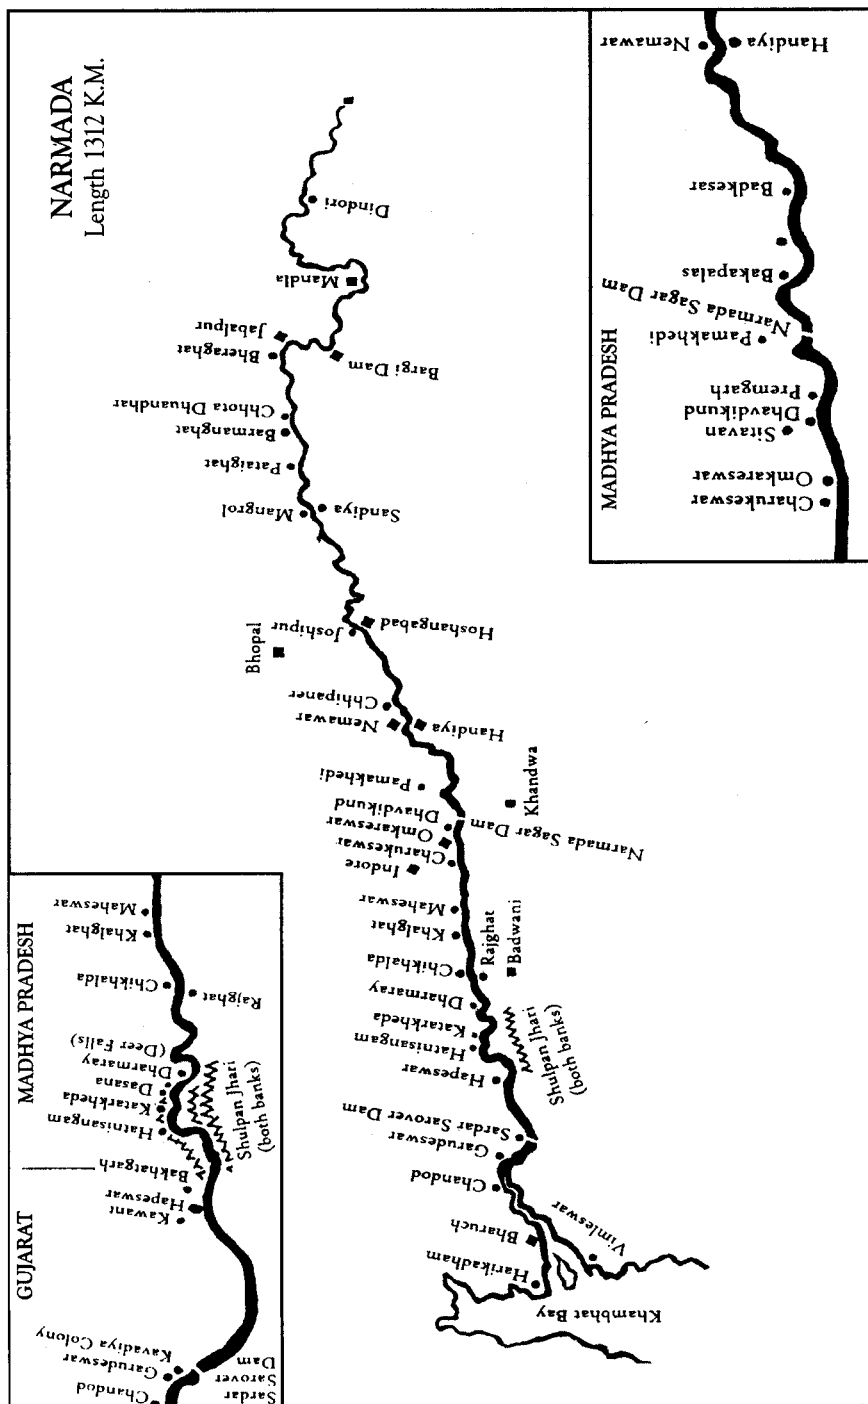 NARMADA
Length 1312 K.M.
Dindori
Mandla
Jabalpur
Bheraghat
Bargi Dam
Chhota Dhuandhar
Barmanghat
Pataighat
Mangrol
Sandiya
Hoshangabad
Joshipur
Bhopal
Chhipaner
Nemawar
Handiya
Pamakhedi
Khandwa
Dhavdikund
Omkareswar
Charukeswar
Narmada Sagar Dam
Indore
Maheswar
Khalghat
Chikhalda
Rajghat
Badwani
Dharmaray
Katarkheda
Hatnisangam
Hapeswar
Shulpan Jhari
(both banks)
Sardar Sarover Dam
Garudeswar
Chandod
Bharuch
Harikadham
Vimleswar
Khambhat Bay
MADHYA PRADESH
Nemawar
Handiya
Badkesar
Bakapalas
Narmada Sagar Dam
Pamakhedi
Premgarh
Dhavdikund
Sitavan
Omkareswar
Charukeswar
GUJARAT
MADHYA PRADESH
Maheswar
Khalghat
Chikhalda
Rajghat
(Deer Falls)
Dharmaray
Dasana
Katarkheda
Hatnisangam
Shulpan Jhari
(both banks)
Bakhatgarh
Hapeswar
Kawant
Kavadiya Colony
Garudeswar
Chandod
Sardar
Sarover
Dam